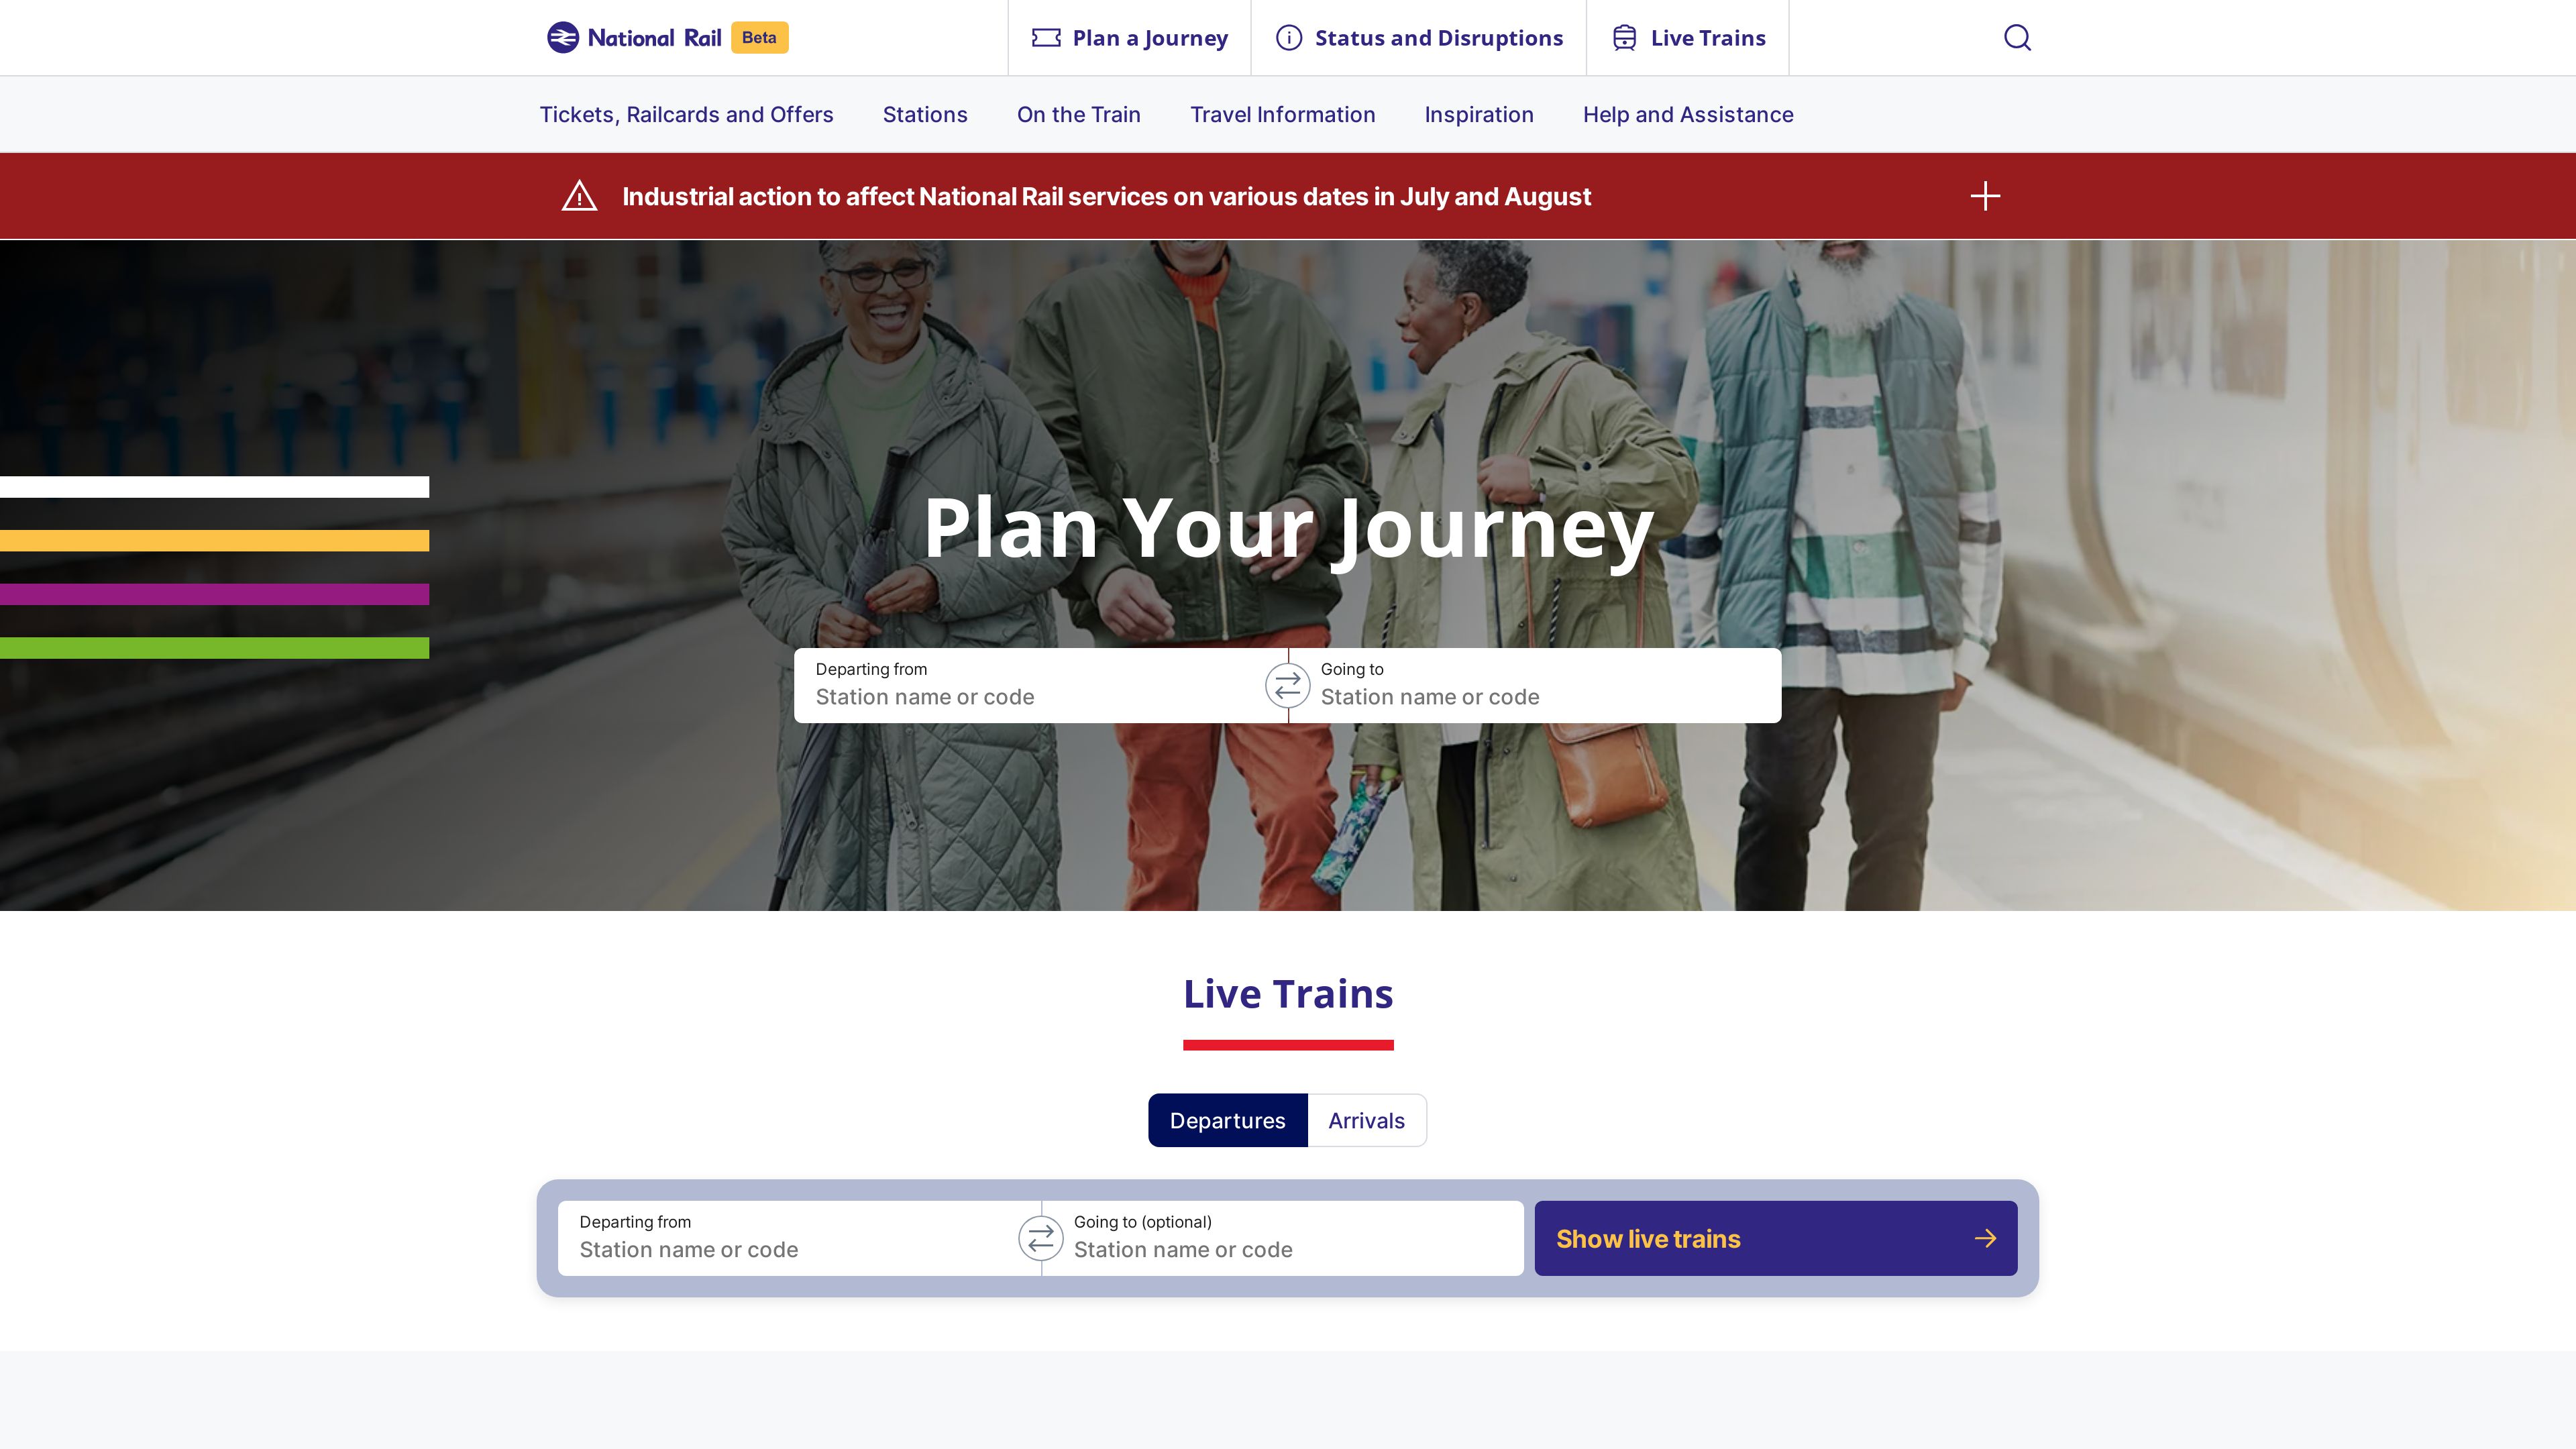 National Rail Beta
Plan a Journey
Status and Disruptions
Live Trains
Tickets, Railcards and Offers
Stations
On the Train
Travel Information
Inspiration
Help and Assistance
Industrial action to affect National Rail services on various dates in July and August
Plan Your Journey
Departing from
Station name or code
Going to
Station name or code
Live Trains
Departures
Arrivals
Departing from
Station name or code
Going to (optional)
Station name or code
Show live trains